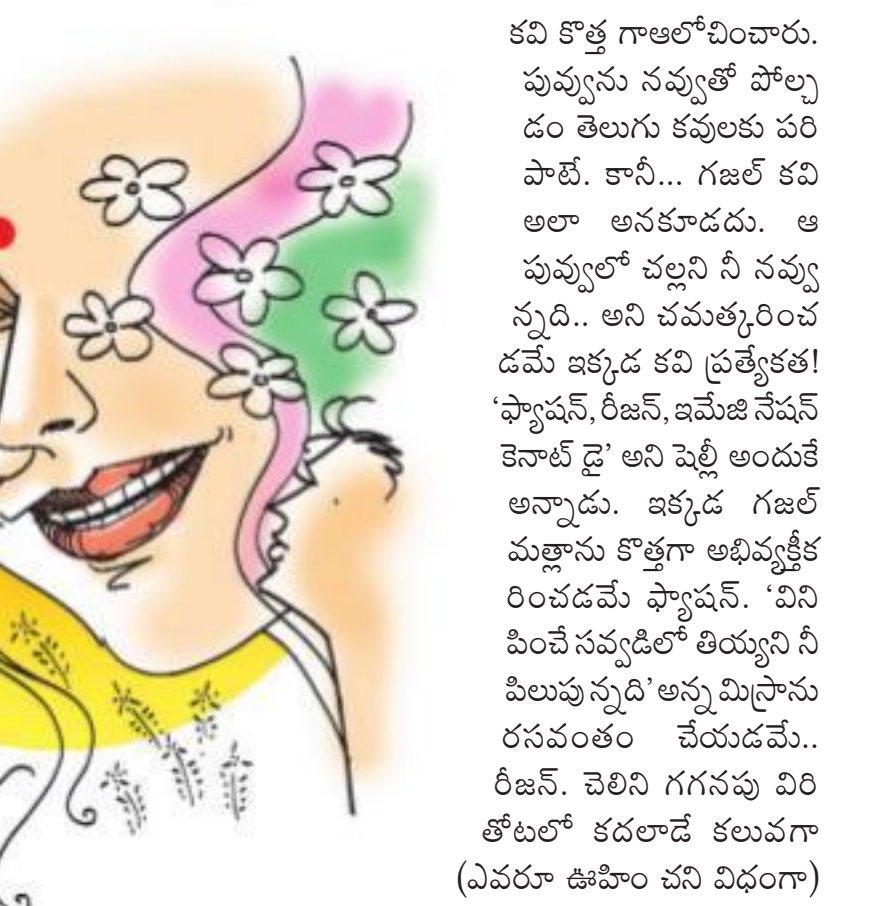 కవి కొత్త గాఆలోచించారు.
పువ్వును నవ్వుతో పోల్చ
డం తెలుగు కవులకు పరి
పాటే. కానీ... గజల్ కవి
అలా అనకూడదు. ఆ
పువ్వులో చల్లని నీ నవ్వు
న్నది.. అని చమత్కరించ
డమే ఇక్కడ కవి ప్రత్యేకత!
‘ఫ్యాషన్, రీజన్, ఇమేజి నేషన్
కెనాట్ డై’ అని షెల్లీ అందుకే
అన్నాడు. ఇక్కడ గజల్
మత్లాను కొత్తగా అభివ్యక్తీక
రించడమే ఫ్యాషన్. ‘విని
పించే సవ్వడిలో తియ్యని నీ
పిలుపు న్నది’ అన్న మిస్రాను
రసవంతం చేయడమే..
రీజన్. చెలిని గగనపు విరి
తోటలో కదలాడే కలువగా
(ఎవరూ ఊహిం చని విధంగా)